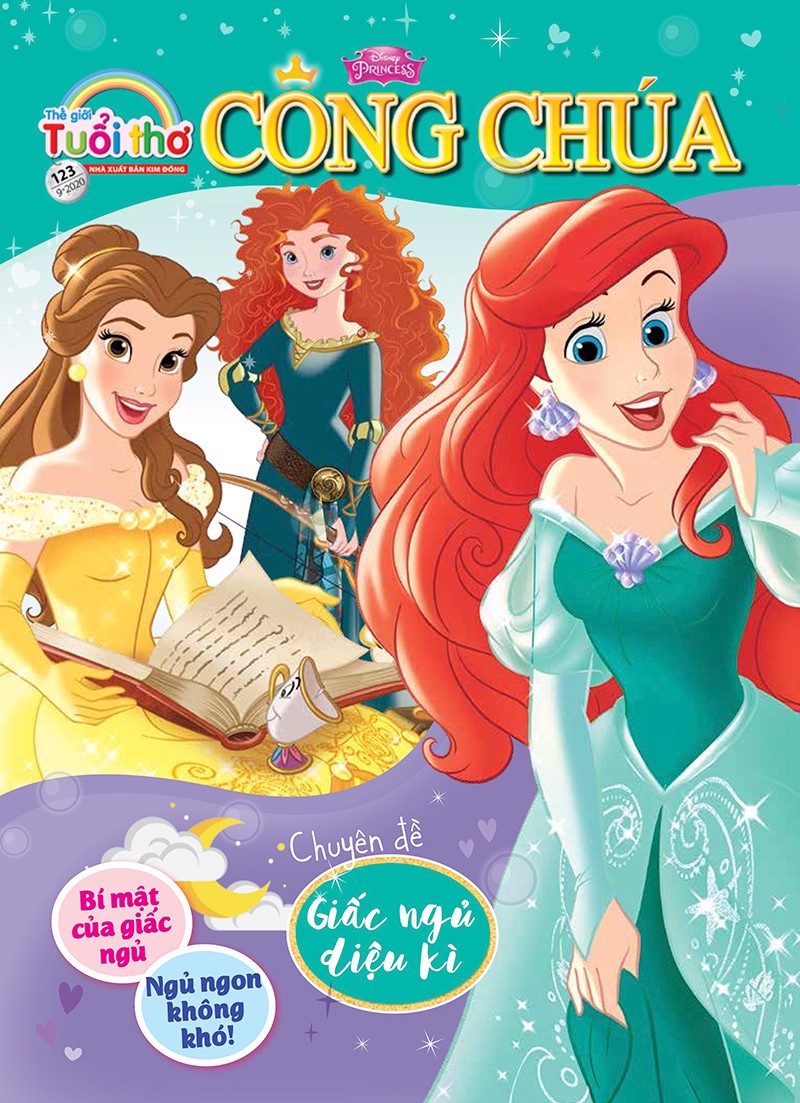 Disney
PRINCESS
Thế giới
Tuổi thơ
NHÀ XUẤT BẢN KIM ĐỒNG
123
9-2020
CÔNG CHÚA
Chuyên đề
Giấc ngủ
diệu kì
Bí mật
của giấc
ngủ
Ngủ ngon
không
khó!